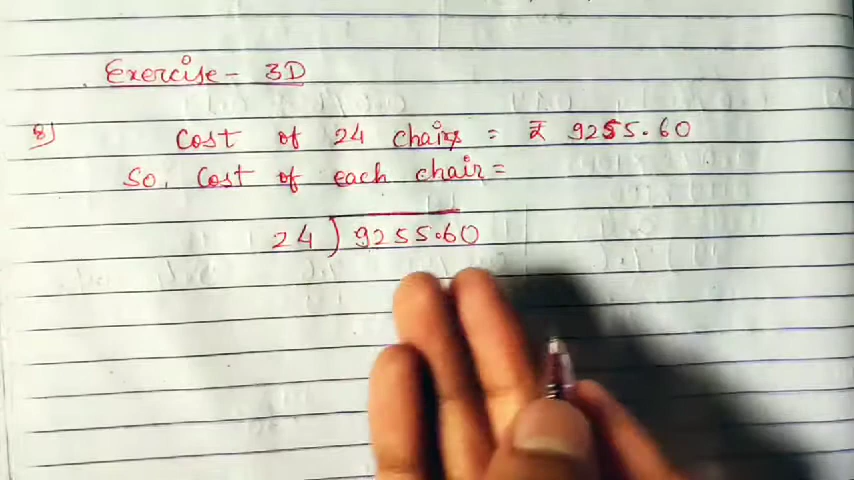 Exercise - 3D
8) Cost of 24 chairs = ₹ 9255.60
So, Cost of each chair =
24 ) 9255.60